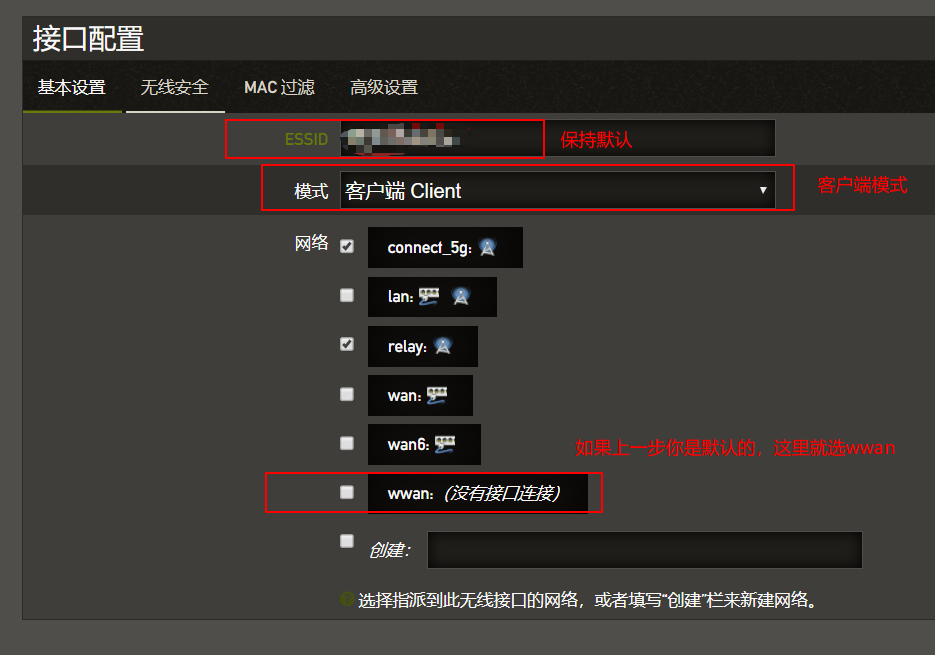 接口配置
基本设置 无线安全 MAC 过滤 高级设置
ESSID 保持默认
模式 客户端 Client 客户端模式
网络 connect_5g:
lan:
relay:
wan:
wan6:
如果上一步你是默认的，这里就选wwan
wwan: (没有接口连接)
创建:
选择指派到此无线接口的网络，或者填写“创建”栏来新建网络。